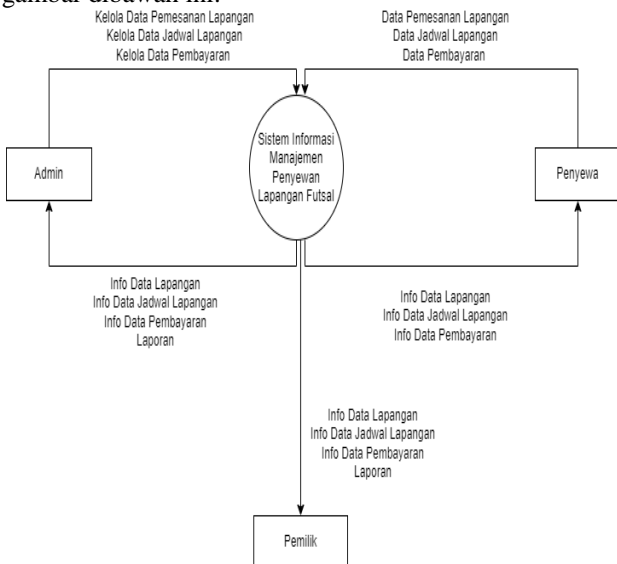 gambar dibawah ini:
Kelola Data Pemesanan Lapangan
Kelola Data Jadwal Lapangan
Kelola Data Pembayaran
Data Pemesanan Lapangan
Data Jadwal Lapangan
Data Pembayaran
Admin
Sistem Informasi
Manajemen
Penyewan
Lapangan Futsal
Penyewa
Info Data Lapangan
Info Data Jadwal Lapangan
Info Data Pembayaran
Laporan
Info Data Lapangan
Info Data Jadwal Lapangan
Info Data Pembayaran
Info Data Lapangan
Info Data Jadwal Lapangan
Info Data Pembayaran
Laporan
Pemilik